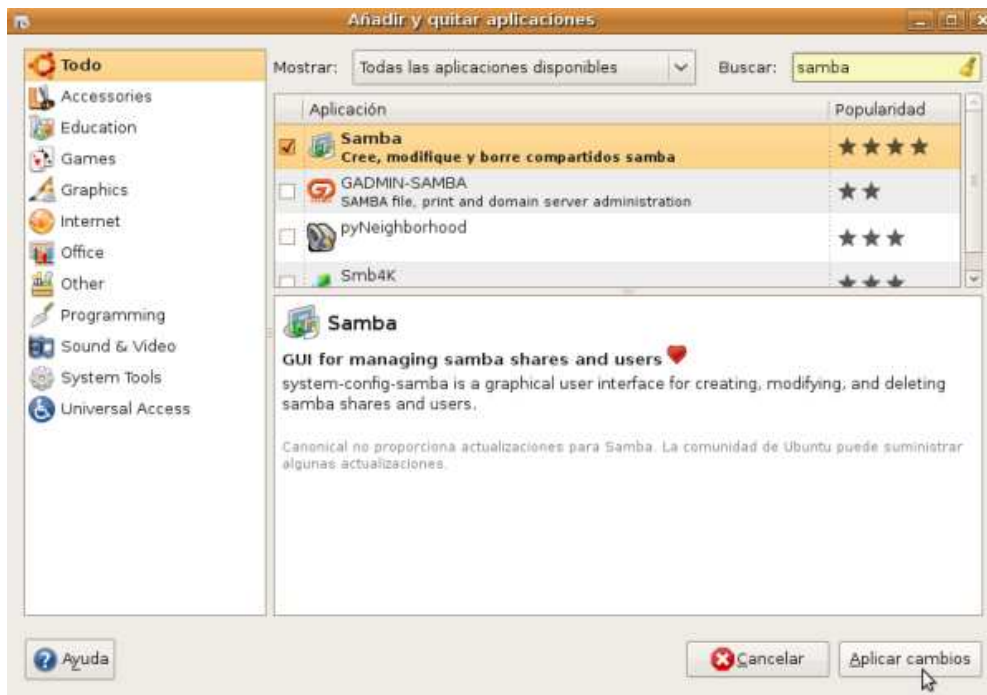 Añadir y quitar aplicaciones
Todo
Accessories
Education
Games
Graphics
Internet
Office
Other
Programming
Sound & Video
System Tools
Universal Access
Mostrar: Todas las aplicaciones disponibles Buscar: samba
Aplicación Popularidad
Samba
Cree, modifique y borre compartidos samba
GADMIN-SAMBA
SAMBA file, print and domain server administration
pyNeighborhood
Smb4K
Samba
GUI for managing samba shares and users
system-config-samba is a graphical user interface for creating, modifying, and deleting
samba shares and users.
Canonical no proporciona actualizaciones para Samba. La comunidad de Ubuntu puede suministrar
algunas actualizaciones.
Ayuda Cancelar Aplicar cambios